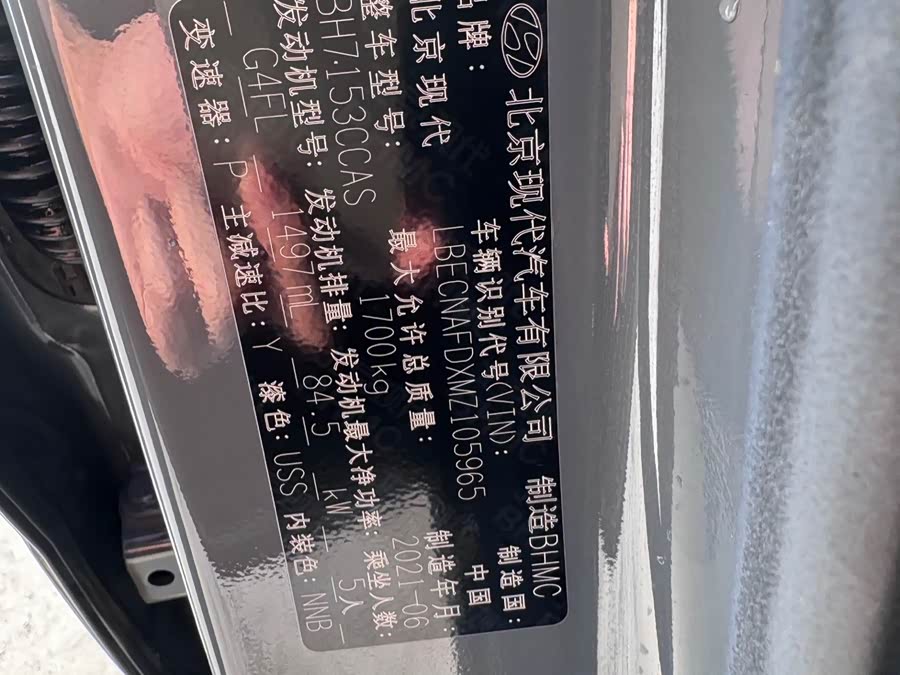 北京现代汽车有限公司 制造BHMC
品牌: 车辆识别代号(VIN): 制造国:
北京现代 LBECNAFDXMZ105965 中国
整车型号: 最大允许总质量: 制造年月:
BH7153CCAS 1700kg 2021-06
发动机型号: 发动机排量: 发动机最大净功率: 乘坐人数:
G4FL 1497mL 84.5 kW 5人
变速器: P 主减速比: Y 漆色: USS 内装色: NNB